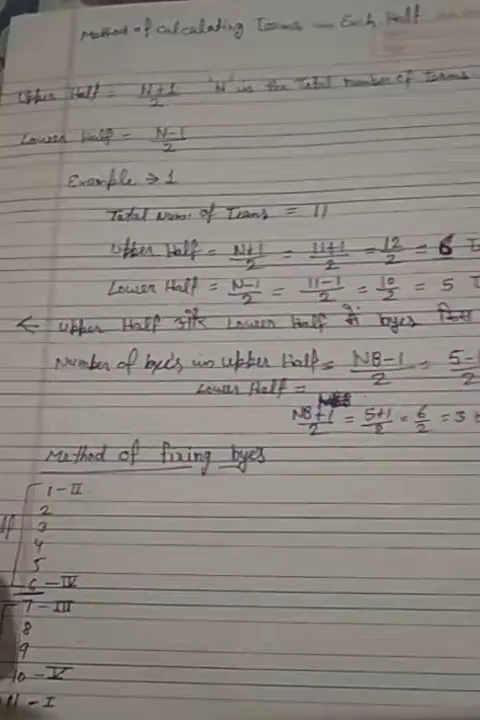 Method of Calculating Teams — Each Half
Upper Half = N+1/2 'N' is the Total number of Teams
Lower Half = N-1/2
Example → 1
Total Num. of Teams = 11
Upper Half = N+1/2 = 11+1/2 = 12/2 = 6
Lower Half = N-1/2 = 11-1/2 = 10/2 = 5
← Upper Half और Lower Half में byes किस
Number of bye's in Upper Half = NB-1/2 = 5-1/2
Lower Half =
NB+1/2 = 5+1/2 = 6/2 = 3
Method of fixing byes
1 - II
2
3
4
5
6 - IV
7 - III
8
9
10 - V
11 - I